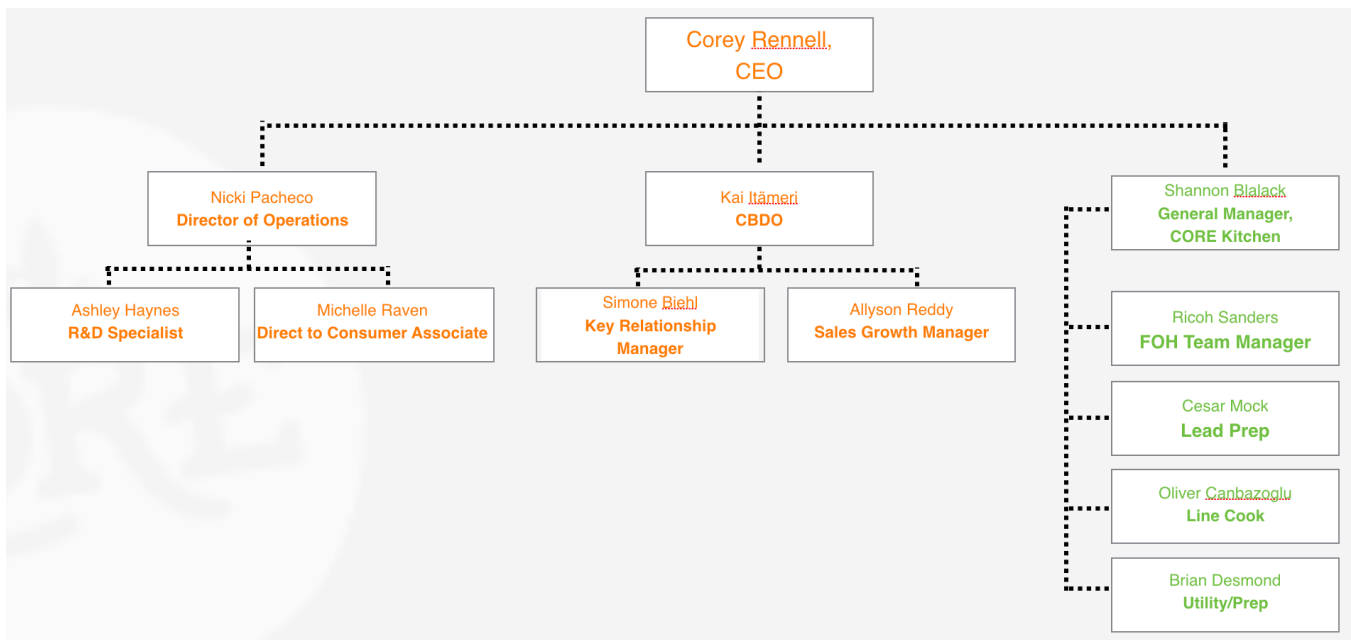 Corey Rennell,
CEO
Nicki Pacheco
Director of Operations
Kai Itämeri
CBDO
Shannon Blalack
General Manager,
CORE Kitchen
Ashley Haynes
R&D Specialist
Michelle Raven
Direct to Consumer Associate
Simone Biehl
Key Relationship
Manager
Allyson Reddy
Sales Growth Manager
Ricoh Sanders
FOH Team Manager
Cesar Mock
Lead Prep
Oliver Canbazoglu
Line Cook
Brian Desmond
Utility/Prep